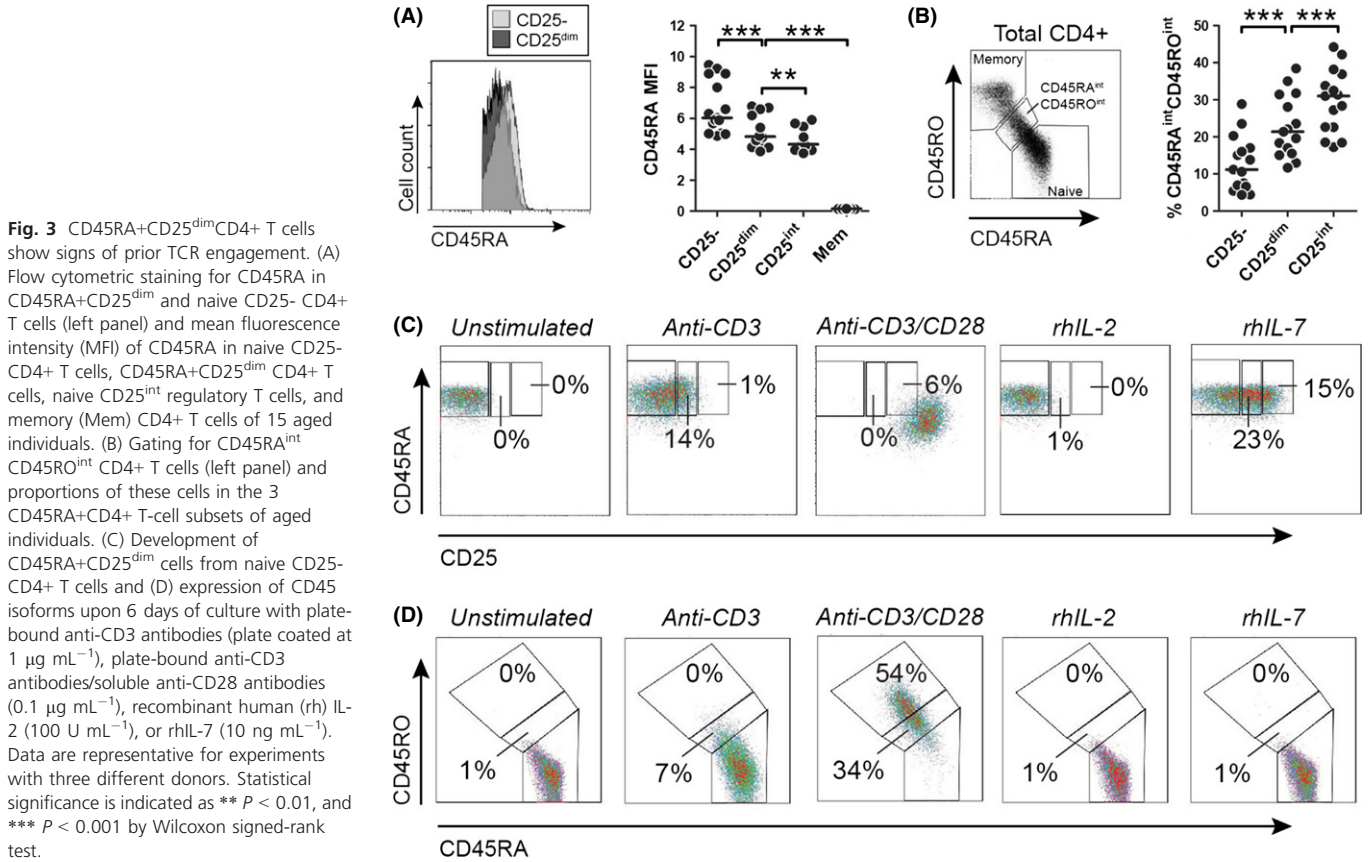 Fig. 3 CD45RA+CD25dimCD4+ T cells
show signs of prior TCR engagement. (A)
Flow cytometric staining for CD45RA in
CD45RA+CD25dim and naive CD25- CD4+
T cells (left panel) and mean fluorescence
intensity (MFI) of CD45RA in naive CD25-
CD4+ T cells, CD45RA+CD25dim CD4+ T
cells, naive CD25int regulatory T cells, and
memory (Mem) CD4+ T cells of 15 aged
individuals. (B) Gating for CD45RAint
CD45ROint CD4+ T cells (left panel) and
proportions of these cells in the 3
CD45RA+CD4+ T-cell subsets of aged
individuals. (C) Development of
CD45RA+CD25dim cells from naive CD25-
CD4+ T cells and (D) expression of CD45
isoforms upon 6 days of culture with plate-
bound anti-CD3 antibodies (plate coated at
1 μg mL−1), plate-bound anti-CD3
antibodies/soluble anti-CD28 antibodies
(0.1 μg mL−1), recombinant human (rh) IL-
2 (100 U mL−1), or rhIL-7 (10 ng mL−1).
Data are representative for experiments
with three different donors. Statistical
significance is indicated as ** P < 0.01, and
*** P < 0.001 by Wilcoxon signed-rank
test.
(A)
CD25-
CD25dim
Cell count
CD45RA
CD45RA MFI
12
10
8
6
4
2
0
*** ***
**
CD25-
CD25dim
CD25int
Mem
(B)
Total CD4+
Memory
CD45RAint
CD45ROint
Naive
CD45RO
CD45RA
% CD45RAintCD45ROint
50
40
30
20
10
0
*** ***
CD25-
CD25dim
CD25int
(C)
Unstimulated Anti-CD3 Anti-CD3/CD28 rhIL-2 rhIL-7
0% 1% 6% 0% 15%
0% 14% 0% 1% 23%
CD45RA
CD25
(D)
Unstimulated Anti-CD3 Anti-CD3/CD28 rhIL-2 rhIL-7
0% 0% 54% 0% 0%
1% 7% 34% 1% 1%
CD45RO
CD45RA